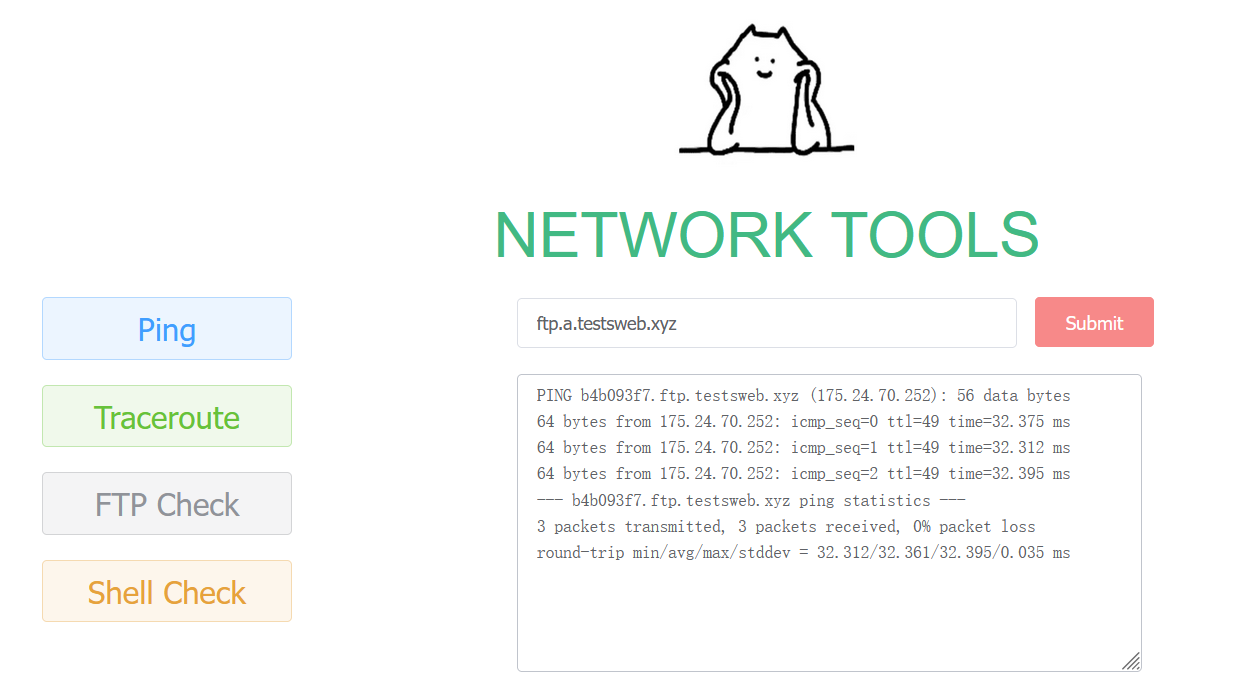 NETWORK TOOLS
Ping
Traceroute
FTP Check
Shell Check
ftp.a.testsweb.xyz
Submit
PING b4b093f7.ftp.testsweb.xyz (175.24.70.252): 56 data bytes
64 bytes from 175.24.70.252: icmp_seq=0 ttl=49 time=32.375 ms
64 bytes from 175.24.70.252: icmp_seq=1 ttl=49 time=32.312 ms
64 bytes from 175.24.70.252: icmp_seq=2 ttl=49 time=32.395 ms
--- b4b093f7.ftp.testsweb.xyz ping statistics ---
3 packets transmitted, 3 packets received, 0% packet loss
round-trip min/avg/max/stddev = 32.312/32.361/32.395/0.035 ms